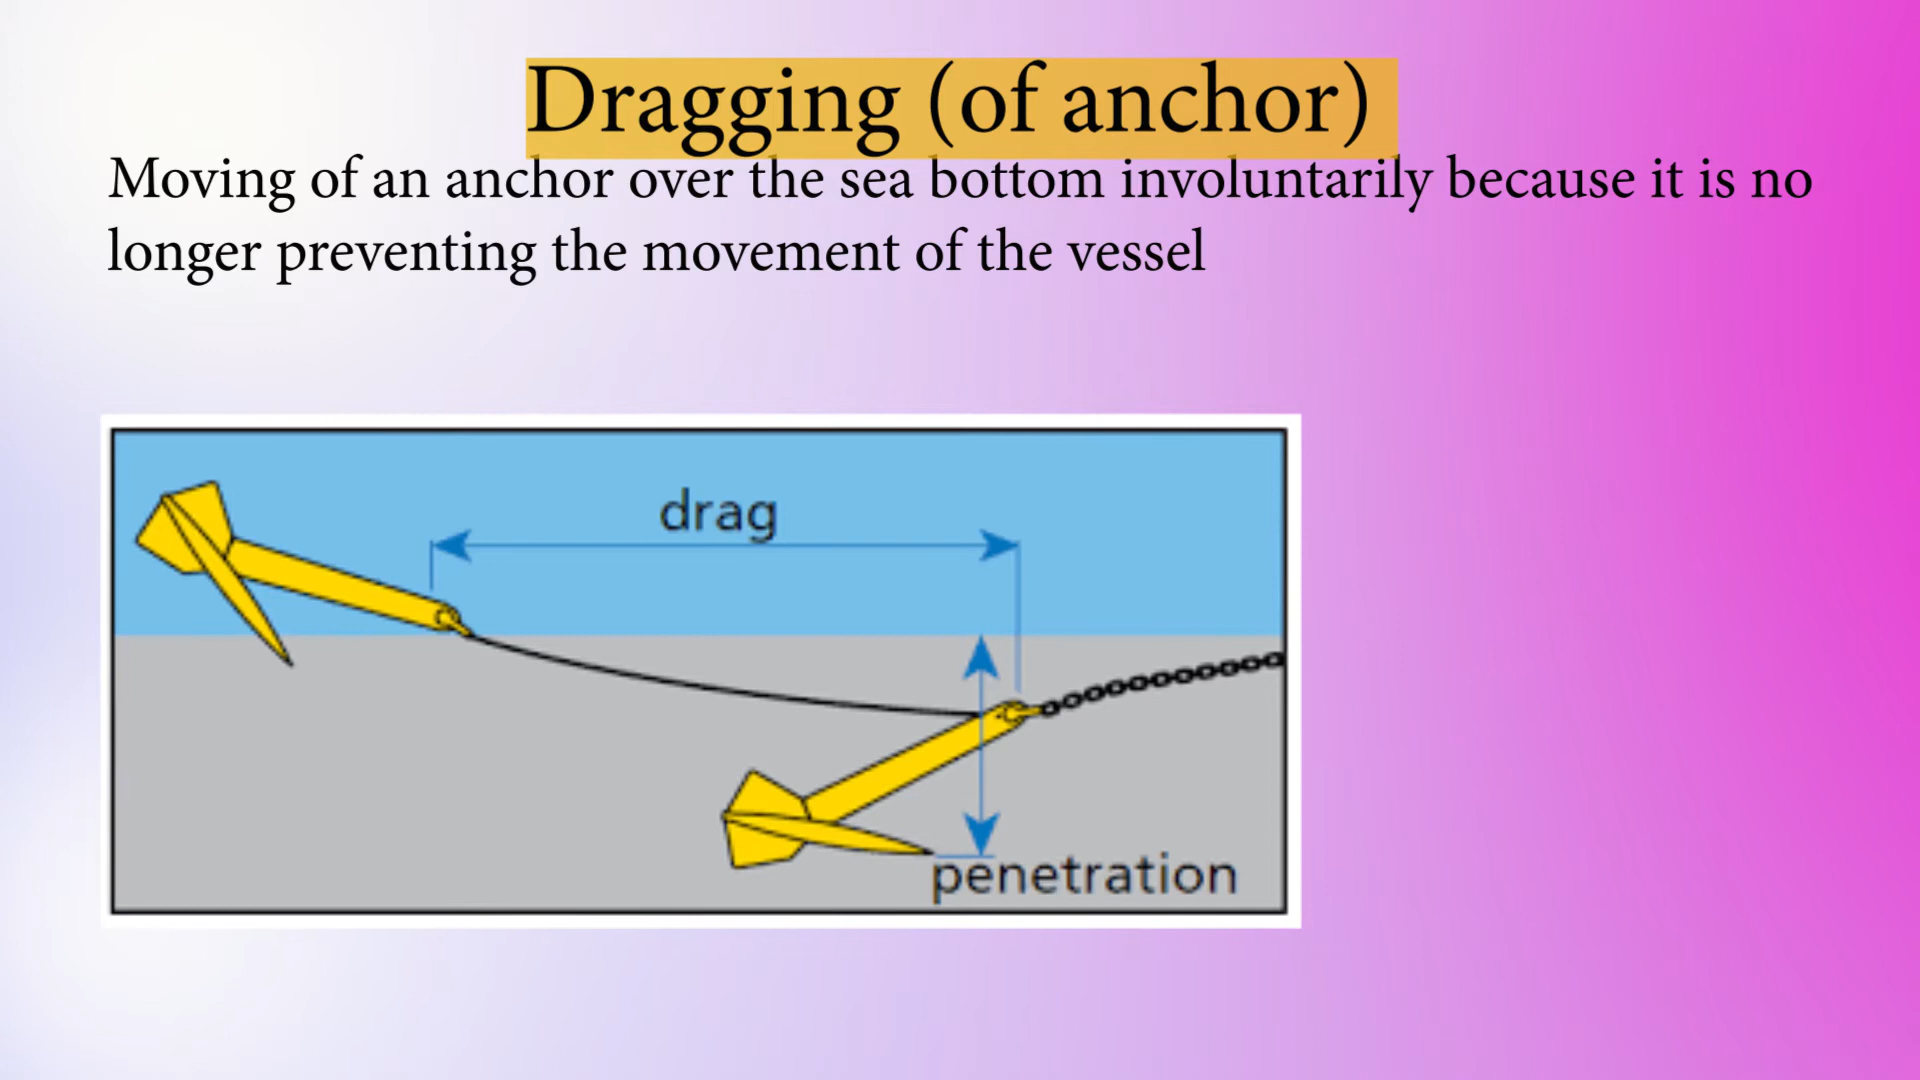 Dragging (of anchor)
Moving of an anchor over the sea bottom involuntarily because it is no
longer preventing the movement of the vessel
drag
penetration